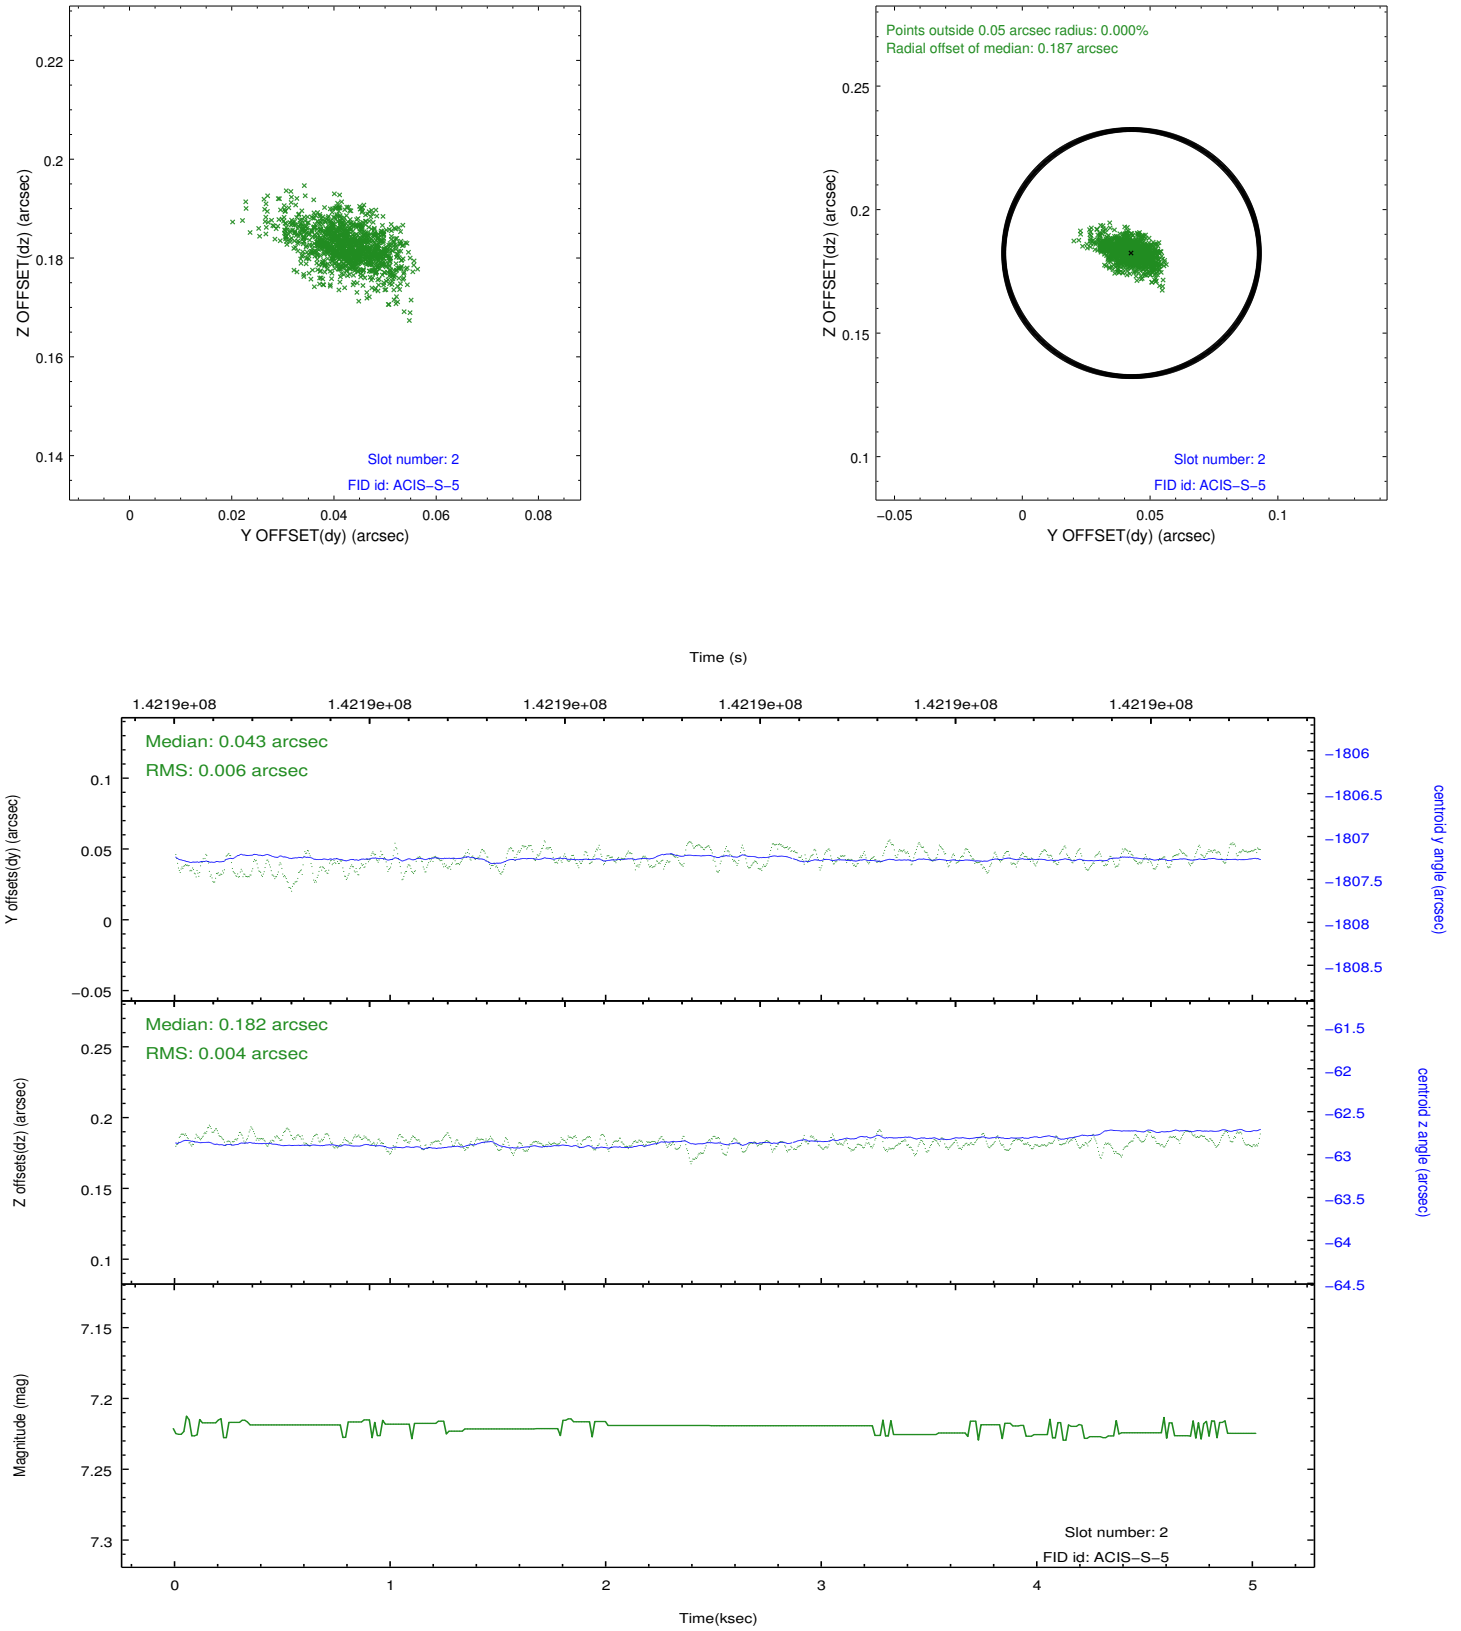 0.22
0.2
0.18
0.16
0.14
Z OFFSET(dz) (arcsec)
Slot number: 2
FID id: ACIS−S−5
0
0.02
0.04
0.06
0.08
Y OFFSET(dy) (arcsec)
Points outside 0.05 arcsec radius: 0.000%
Radial offset of median: 0.187 arcsec
0.25
0.2
0.15
0.1
Z OFFSET(dz) (arcsec)
Slot number: 2
FID id: ACIS−S−5
−0.05
0
0.05
0.1
Y OFFSET(dy) (arcsec)
Time (s)
1.4219e+08
1.4219e+08
1.4219e+08
1.4219e+08
1.4219e+08
1.4219e+08
Median: 0.043 arcsec
RMS: 0.006 arcsec
0.1
0.05
0
−0.05
Y offsets(dy) (arcsec)
−1806
−1806.5
−1807
−1807.5
−1808
−1808.5
centroid y angle (arcsec)
Median: 0.182 arcsec
RMS: 0.004 arcsec
0.25
0.2
0.15
0.1
Z offsets(dz) (arcsec)
−61.5
−62
−62.5
−63
−63.5
−64
−64.5
centroid z angle (arcsec)
7.15
7.2
7.25
7.3
Magnitude (mag)
Slot number: 2
FID id: ACIS−S−5
0
1
2
3
4
5
Time(ksec)